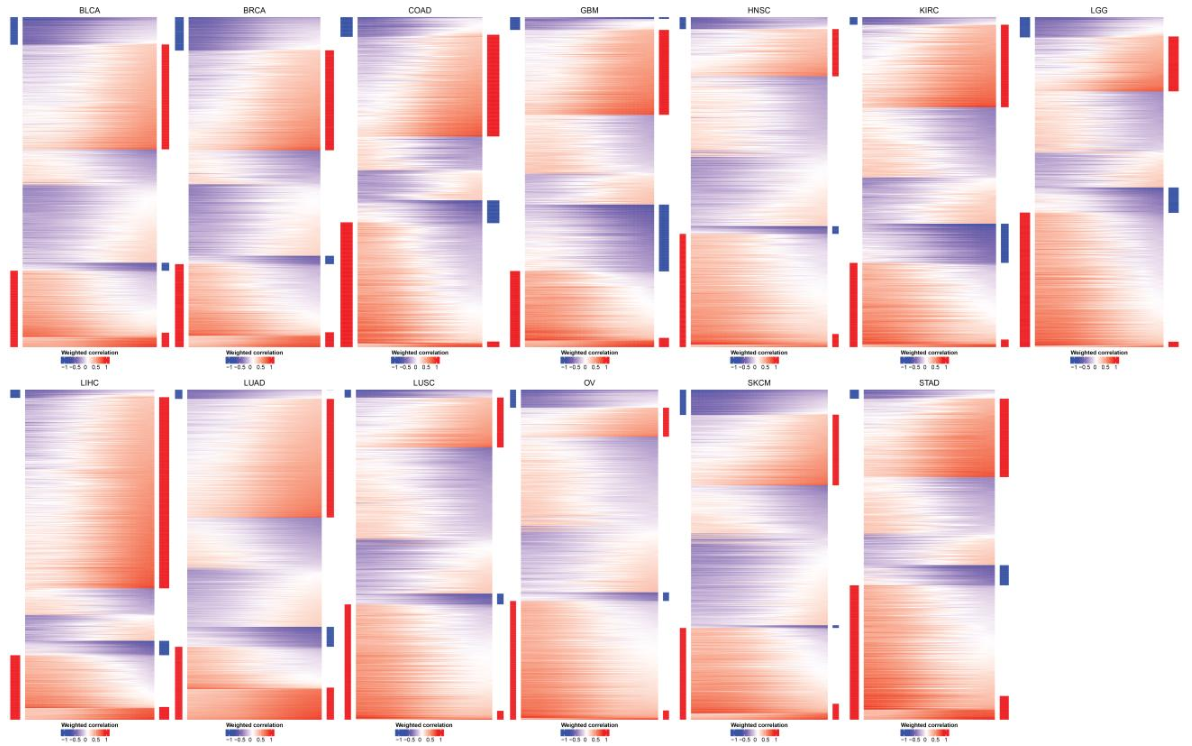 BLCA BRCA COAD GBM HNSC KIRC LGG
Weighted correlation Weighted correlation Weighted correlation Weighted correlation Weighted correlation Weighted correlation Weighted correlation
−1 −0.5 0 0.5 1 −1 −0.5 0 0.5 1 −1 −0.5 0 0.5 1 −1 −0.5 0 0.5 1 −1 −0.5 0 0.5 1 −1 −0.5 0 0.5 1 −1 −0.5 0 0.5 1
LIHC LUAD LUSC OV SKCM STAD
Weighted correlation Weighted correlation Weighted correlation Weighted correlation Weighted correlation Weighted correlation
−1 −0.5 0 0.5 1 −1 −0.5 0 0.5 1 −1 −0.5 0 0.5 1 −1 −0.5 0 0.5 1 −1 −0.5 0 0.5 1 −1 −0.5 0 0.5 1